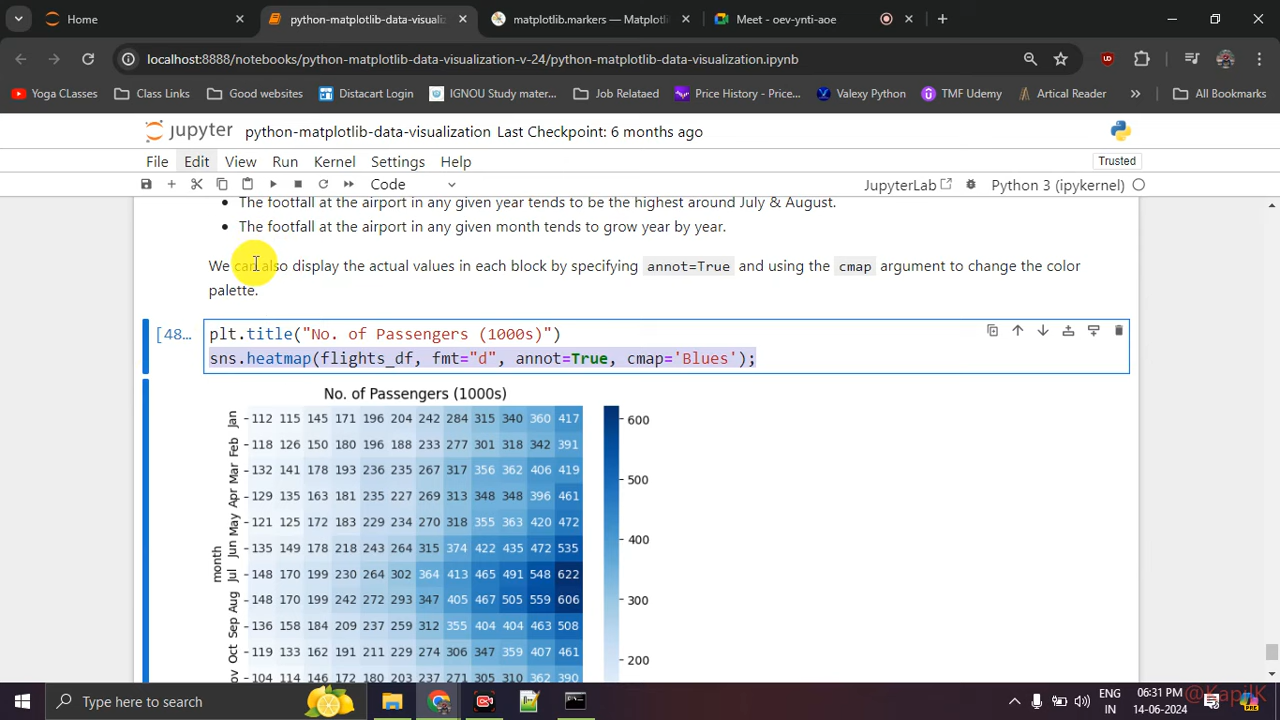 Home
python-matplotlib-data-visualiz
matplotlib.markers — Matplotl
Meet - oev-ynti-aoe
localhost:8888/notebooks/python-matplotlib-data-visualization-v-24/python-matplotlib-data-visualization.ipynb
Yoga CLasses
Class Links
Good websites
Distacart Login
IGNOU Study mater...
Job Relataed
Price History - Price...
Valexy Python
TMF Udemy
Artical Reader
All Bookmarks
jupyter python-matplotlib-data-visualization Last Checkpoint: 6 months ago
File Edit View Run Kernel Settings Help
Trusted
Code
JupyterLab
Python 3 (ipykernel)
The footfall at the airport in any given year tends to be the highest around July & August.
The footfall at the airport in any given month tends to grow year by year.
We can also display the actual values in each block by specifying annot=True and using the cmap argument to change the color
palette.
[48...
plt.title("No. of Passengers (1000s)")
sns.heatmap(flights_df, fmt="d", annot=True, cmap='Blues');
No. of Passengers (1000s)
Jan 112 115 145 171 196 204 242 284 315 340 360 417
Feb 118 126 150 180 196 188 233 277 301 318 342 391
Mar 132 141 178 193 236 235 267 317 356 362 406 419
Apr 129 135 163 181 235 227 269 313 348 348 396 461
May 121 125 172 183 229 234 270 318 355 363 420 472
Jun 135 149 178 218 243 264 315 374 422 435 472 535
Jul 148 170 199 230 264 302 364 413 465 491 548 622
Aug 148 170 199 242 272 293 347 405 467 505 559 606
Sep 136 158 184 209 237 259 312 355 404 404 463 508
Oct 119 133 162 191 211 229 274 306 347 359 407 461
104 114 146 172 180 203 237 271 305 310 362 390
month
600
500
400
300
200
Type here to search
ENG
IN
06:31 PM
14-06-2024
@KapilK